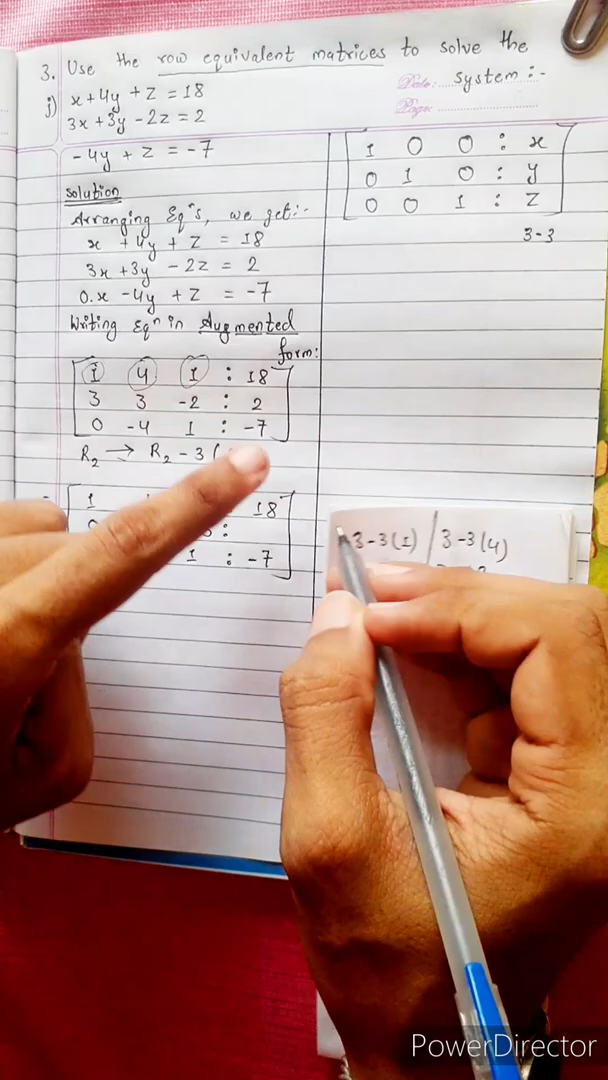 3. Use the row equivalent matrices to solve the
Date: system:-
Page:
j) x+4y+z=18
3x+3y-2z=2
-4y+z=-7
Solution
Arranging Eqⁿs, we get:-
x +4y+z = 18
3x+3y -2z = 2
0.x -4y +z = -7
Writing Eqⁿ in Augmented
form:
1 4 1 : 18
3 3 -2 : 2
0 -4 1 : -7
R₂ → R₂ - 3(
1 18
:
1 : -7
1 0 0 : x
0 1 0 : y
0 0 1 : z
3-3
3-3(1) | 3-3(4)
PowerDirector